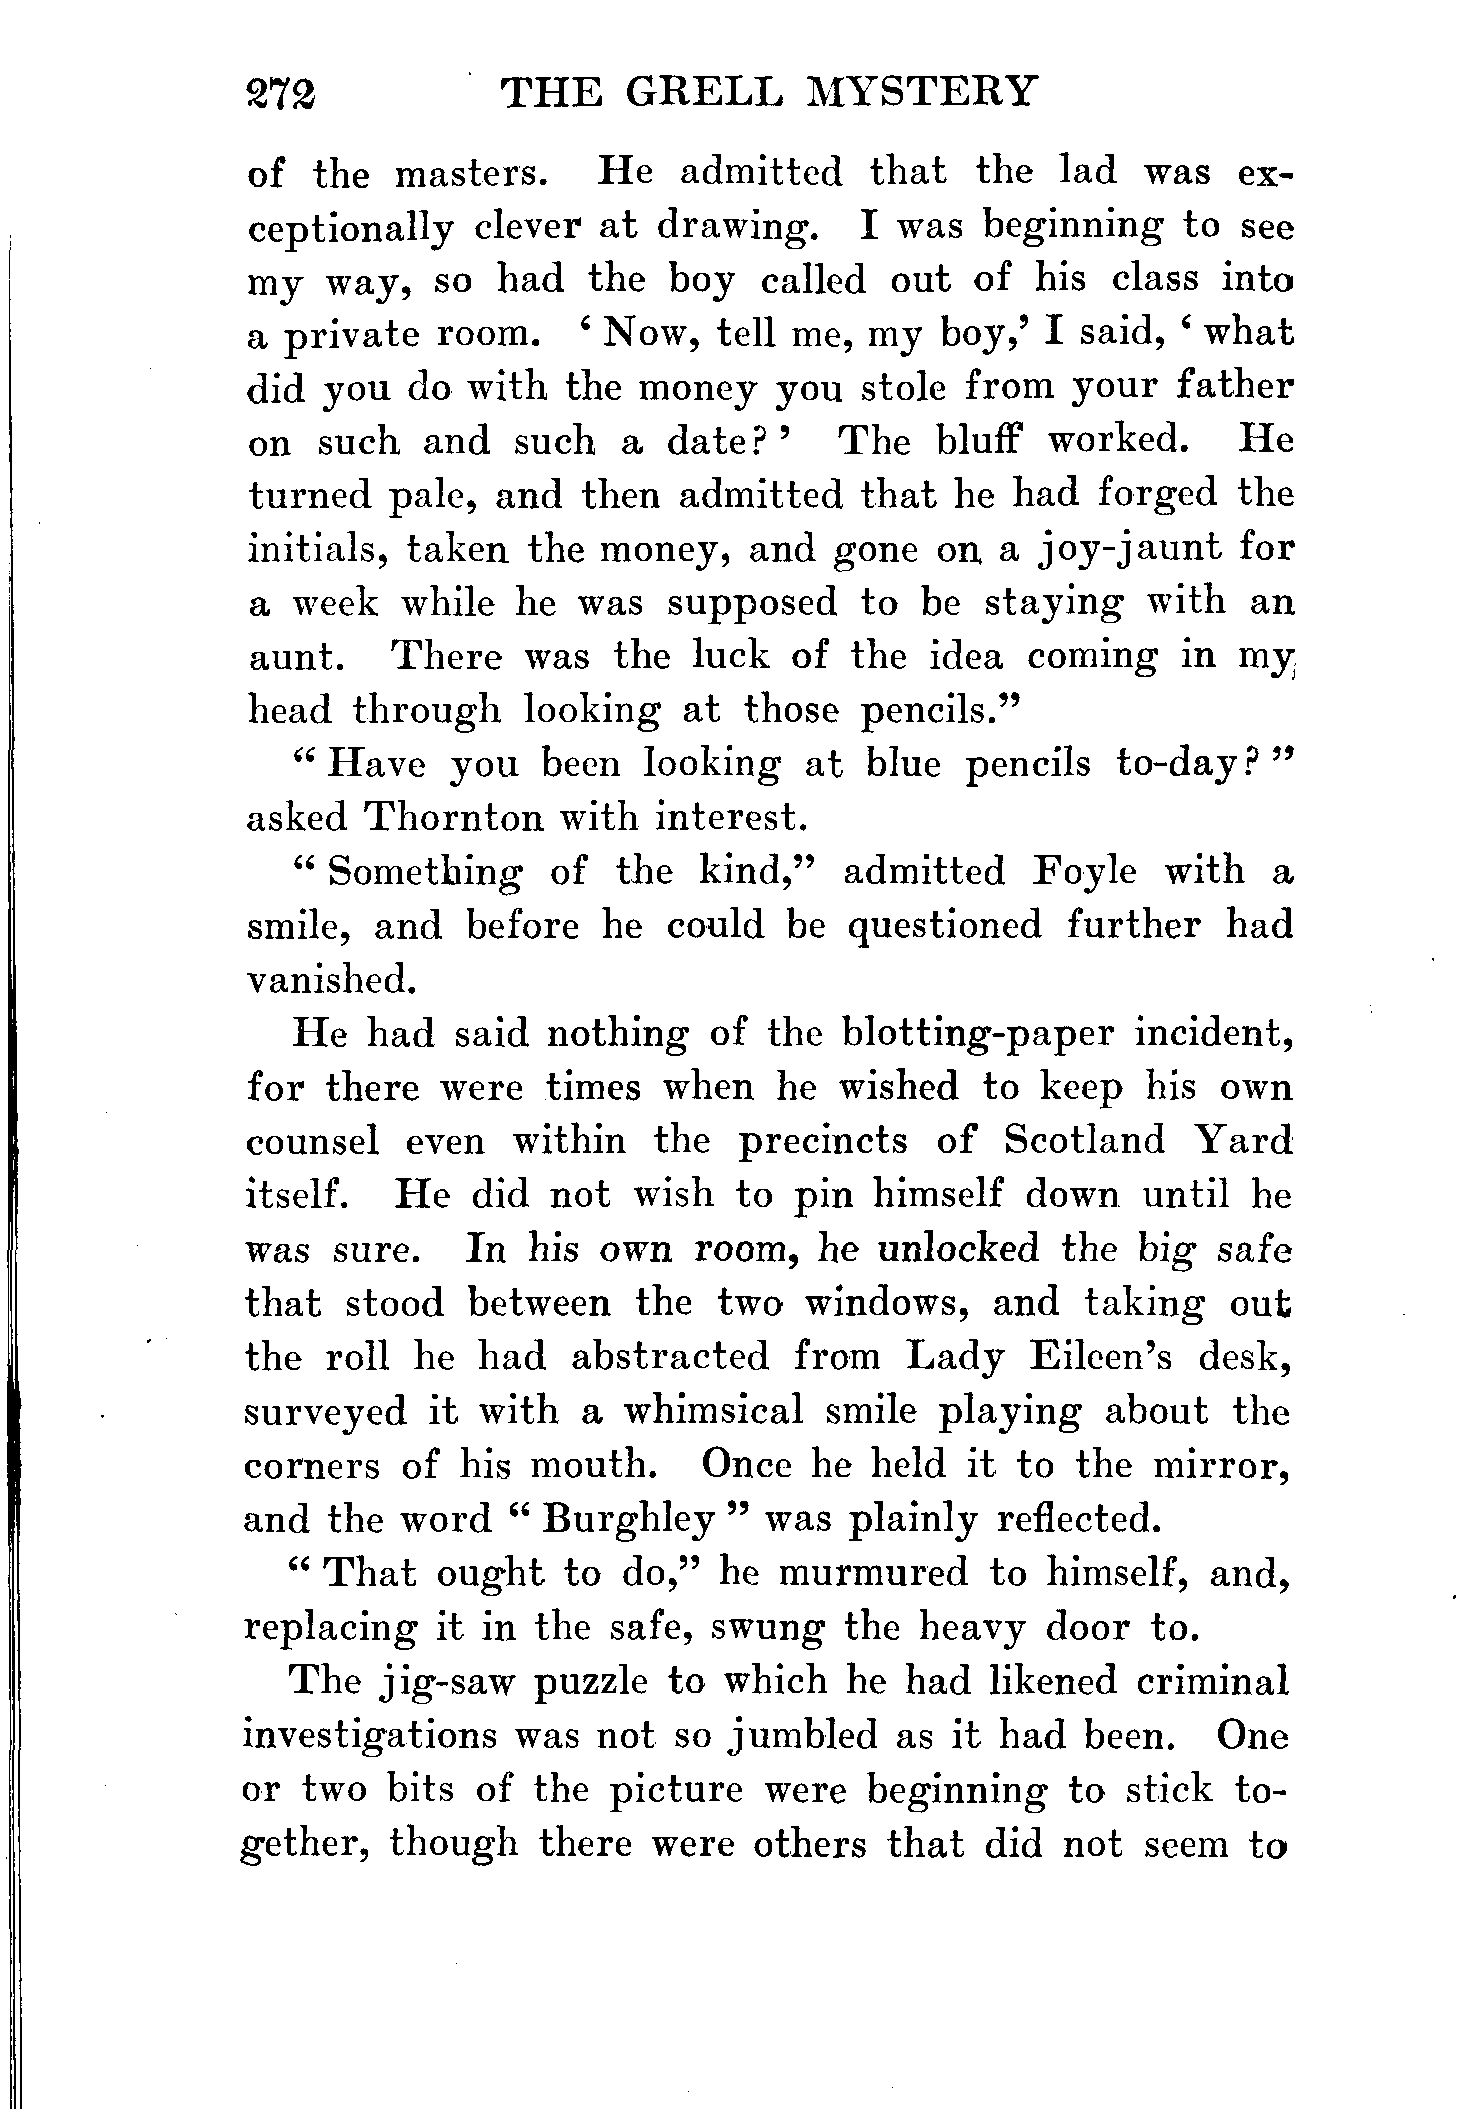 272 THE GRELL MYSTERY
of the masters. He admitted that the lad was ex-
ceptionally clever at drawing. I was beginning to see
my way, so had the boy called out of his class into
a private room. ‘ Now, tell me, my boy,’ I said, ‘ what
did you do with the money you stole from your father
on such and such a date? ’ The bluff worked. He
turned pale, and then admitted that he had forged the
initials, taken the money, and gone on a joy-jaunt for
a week while he was supposed to be staying with an
aunt. There was the luck of the idea coming in my
head through looking at those pencils.”
“ Have you been looking at blue pencils to-day? ”
asked Thornton with interest.
“ Something of the kind,” admitted Foyle with a
smile, and before he could be questioned further had
vanished.
He had said nothing of the blotting-paper incident,
for there were times when he wished to keep his own
counsel even within the precincts of Scotland Yard
itself. He did not wish to pin himself down until he
was sure. In his own room, he unlocked the big safe
that stood between the two windows, and taking out
the roll he had abstracted from Lady Eileen’s desk,
surveyed it with a whimsical smile playing about the
corners of his mouth. Once he held it to the mirror,
and the word “ Burghley ” was plainly reflected.
“ That ought to do,” he murmured to himself, and,
replacing it in the safe, swung the heavy door to.
The jig-saw puzzle to which he had likened criminal
investigations was not so jumbled as it had been. One
or two bits of the picture were beginning to stick to-
gether, though there were others that did not seem to